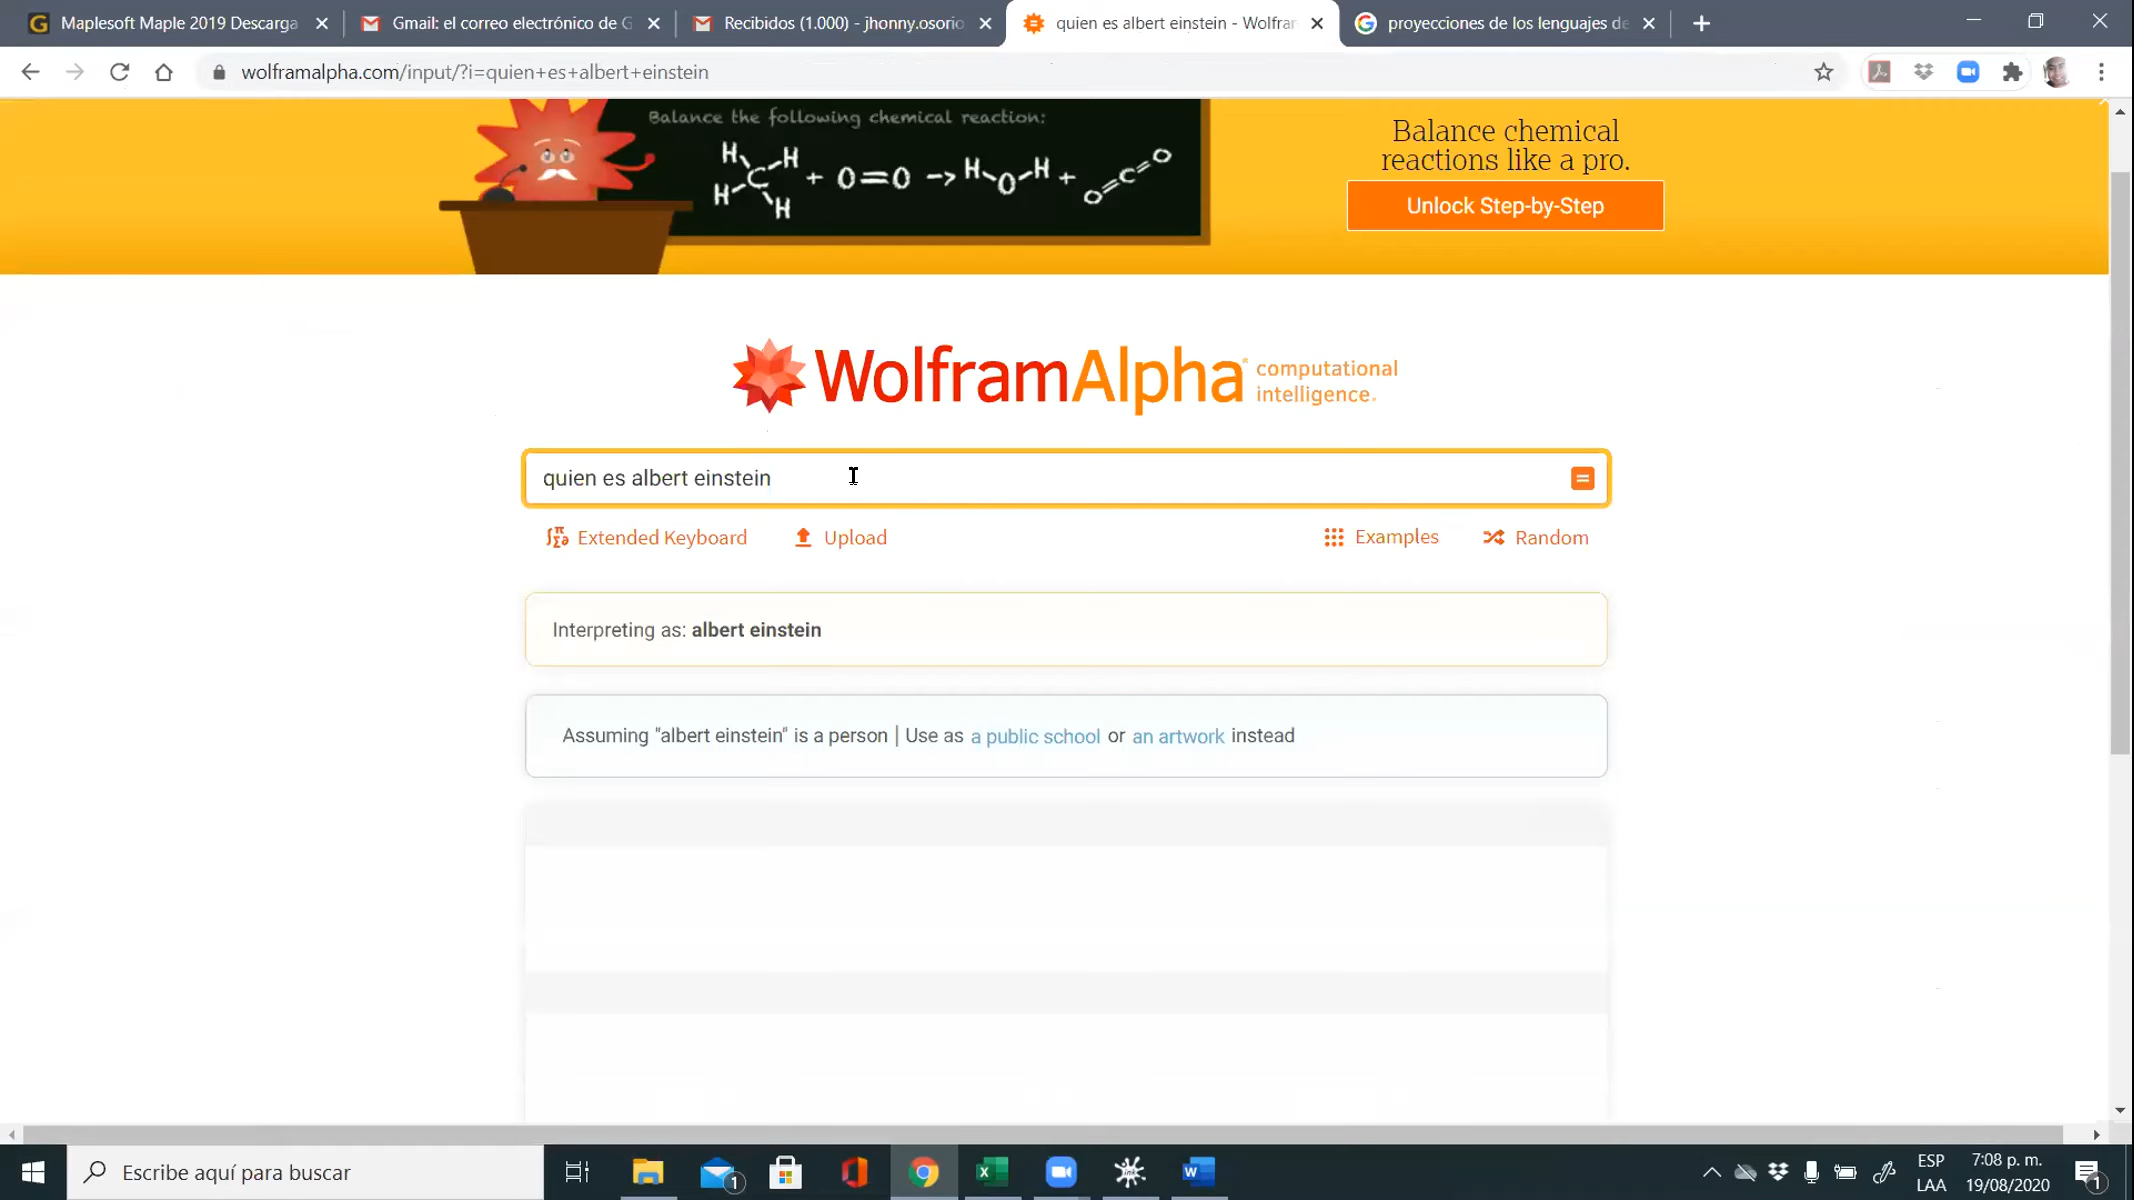 Maplesoft Maple 2019 Descarga
Gmail: el correo electrónico de G
Recibidos (1.000) - jhonny.osorio
quien es albert einstein - Wolfram
proyecciones de los lenguajes de
wolframalpha.com/input/?i=quien+es+albert+einstein
Balance the following chemical reaction:
H H C H H + O=O -> H O H + O C O
Balance chemical
reactions like a pro.
Unlock Step-by-Step
WolframAlpha computational intelligence.
quien es albert einstein
Extended Keyboard Upload Examples Random
Interpreting as: albert einstein
Assuming "albert einstein" is a person | Use as a public school or an artwork instead
Escribe aquí para buscar
1
ESP
LAA
7:08 p. m.
19/08/2020
1